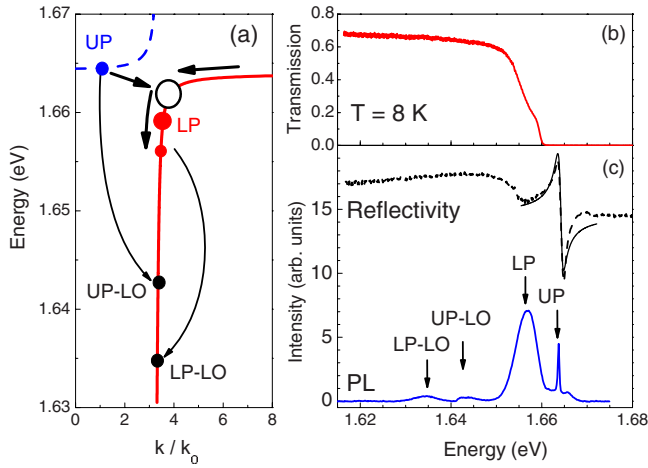 (a)
UP
LP
UP-LO
LP-LO
1.67
1.66
1.65
1.64
1.63
Energy (eV)
0
2
4
6
8
k / k0
(b)
T = 8 K
0.8
0.6
0.4
0.2
0.0
Transmission
(c)
Reflectivity
LP
UP
UP-LO
LP-LO
PL
15
10
5
0
Intensity (arb. units)
1.62
1.64
1.66
1.68
Energy (eV)